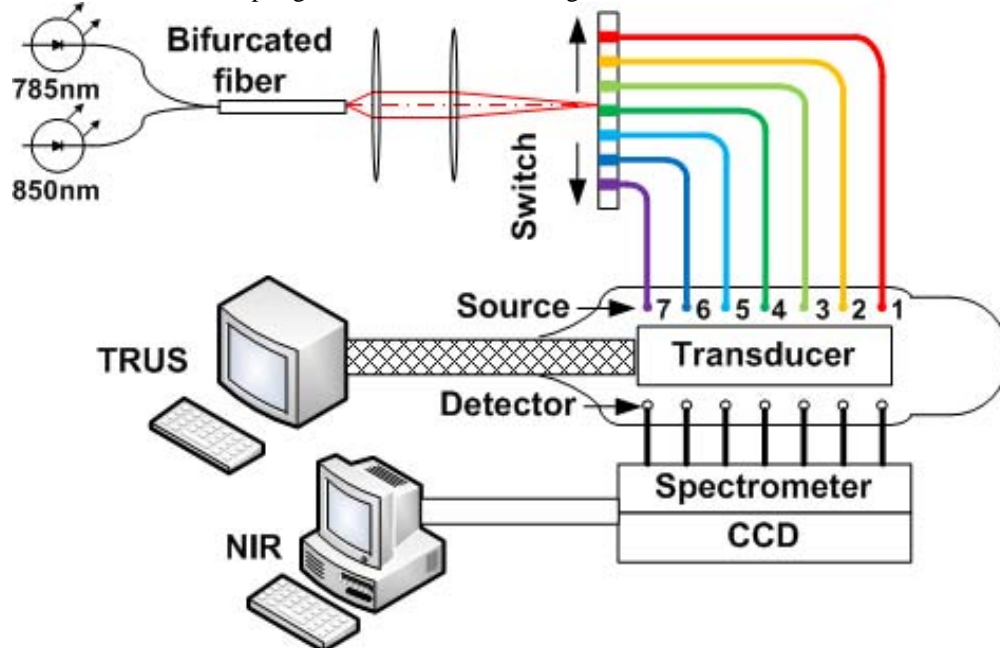 785nm
850nm
Bifurcated
fiber
Switch
Source
7 6 5 4 3 2 1
TRUS
Transducer
Detector
Spectrometer
CCD
NIR